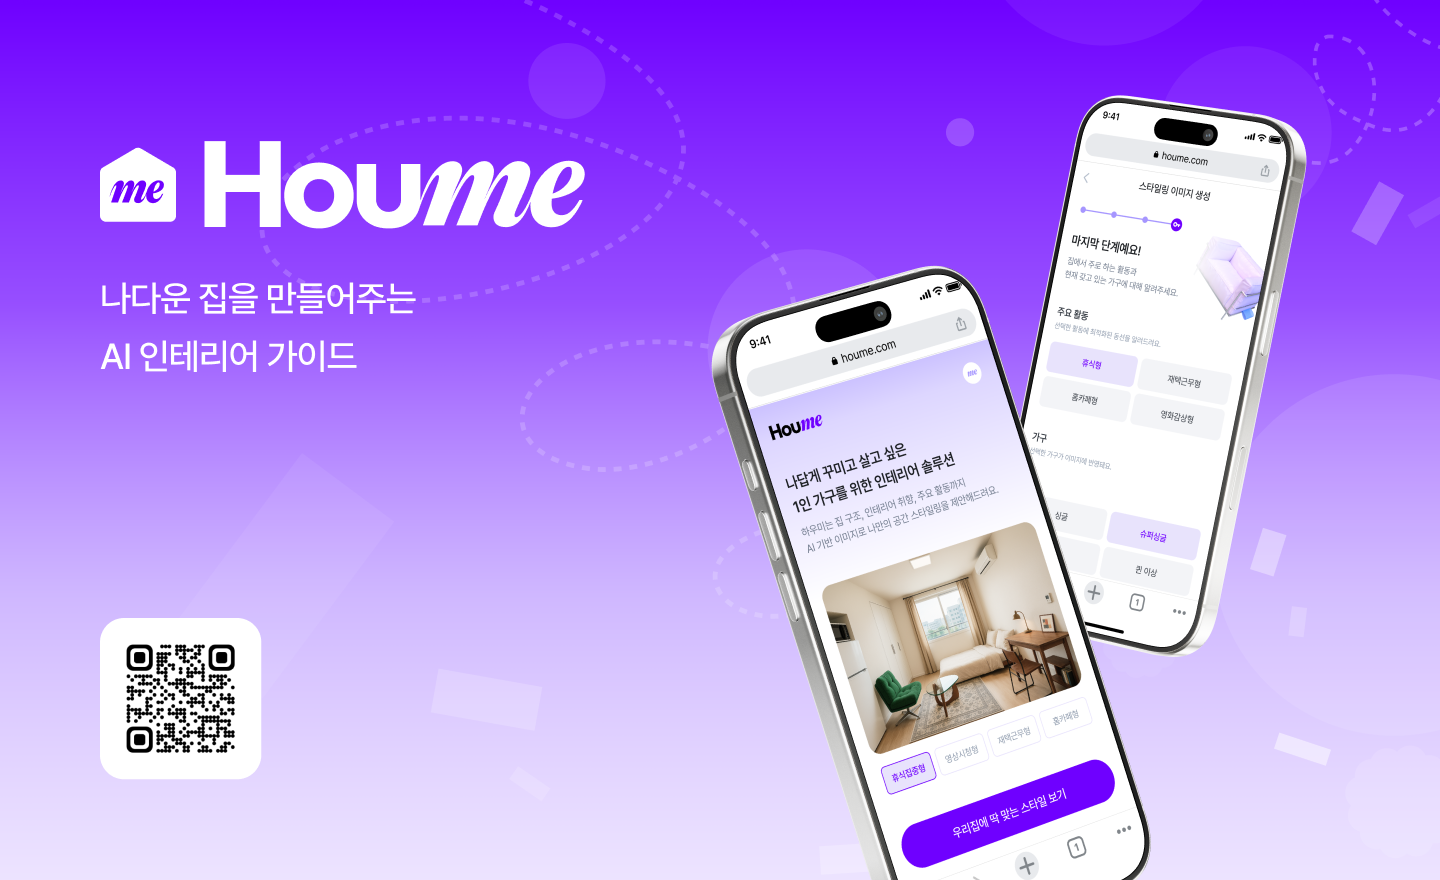 me
Houme
나다운 집을 만들어주는
AI 인테리어 가이드
9:41
houme.com
스타일링 이미지 생성
마지막 단계예요!
집에서 주로 하는 활동과
현재 갖고 있는 가구에 대해 알려주세요.
주요 활동
선택한 활동에 최적화된 동선을 알려드려요.
휴식형
재택근무형
홈카페형
영화감상형
가구
선택한 가구가 이미지에 반영돼요.
싱글
슈퍼싱글
퀸 이상
1
9:41
houme.com
me
Houme
나답게 꾸미고 살고 싶은
1인 가구를 위한 인테리어 솔루션
하우미는 집 구조, 인테리어 취향, 주요 활동까지
AI 기반 이미지로 나만의 공간 스타일링을 제안해드려요.
휴식집중형
영상시청형
재택근무형
홈카페형
우리집에 딱 맞는 스타일 보기
1